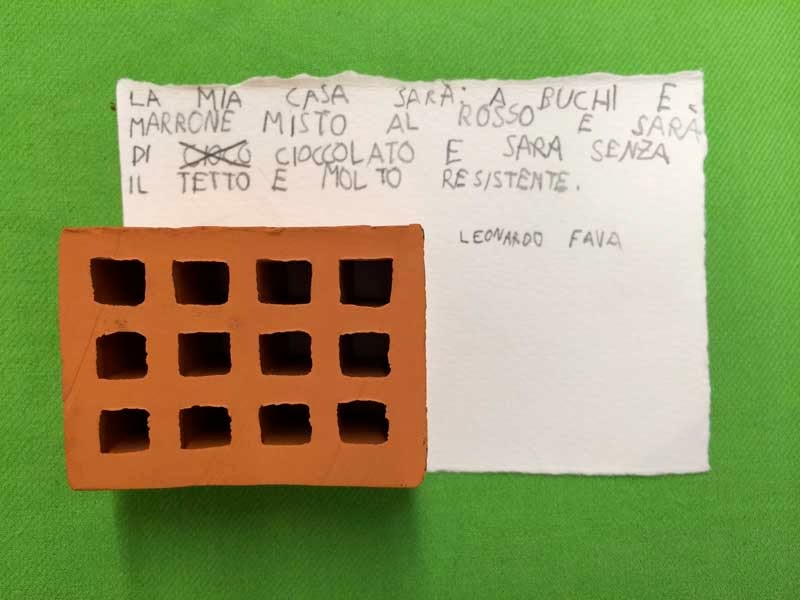 LA MIA CASA SARÀ: A BUCHI E
MARRONE MISTO AL ROSSO E SARÀ
DI CIOCO CIOCCOLATO E SARA SENZA
IL TETTO E MOLTO RESISTENTE.
LEONARDO FAVA